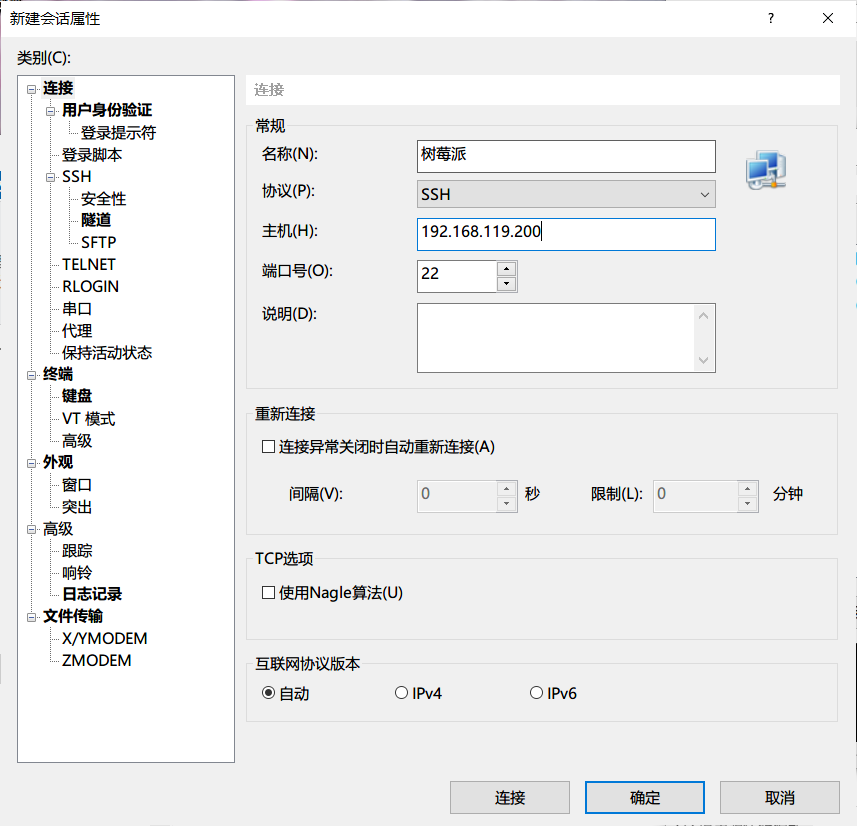 新建会话属性
?
类别(C):
连接
用户身份验证
登录提示符
登录脚本
SSH
安全性
隧道
SFTP
TELNET
RLOGIN
串口
代理
保持活动状态
终端
键盘
VT 模式
高级
外观
窗口
突出
高级
跟踪
响铃
日志记录
文件传输
X/YMODEM
ZMODEM
连接
常规
名称(N): 树莓派
协议(P): SSH
主机(H): 192.168.119.200
端口号(O): 22
说明(D):
重新连接
连接异常关闭时自动重新连接(A)
间隔(V): 0 秒 限制(L): 0 分钟
TCP选项
使用Nagle算法(U)
互联网协议版本
自动 IPv4 IPv6
连接 确定 取消